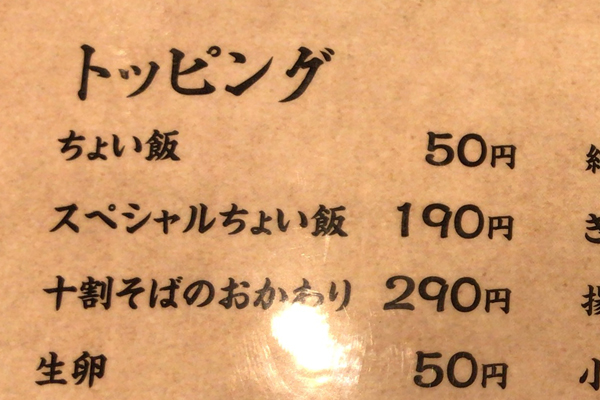 トッピング
ちょい飯 50円
スペシャルちょい飯 190円
十割そばのおかわり 290円
生卵 50円